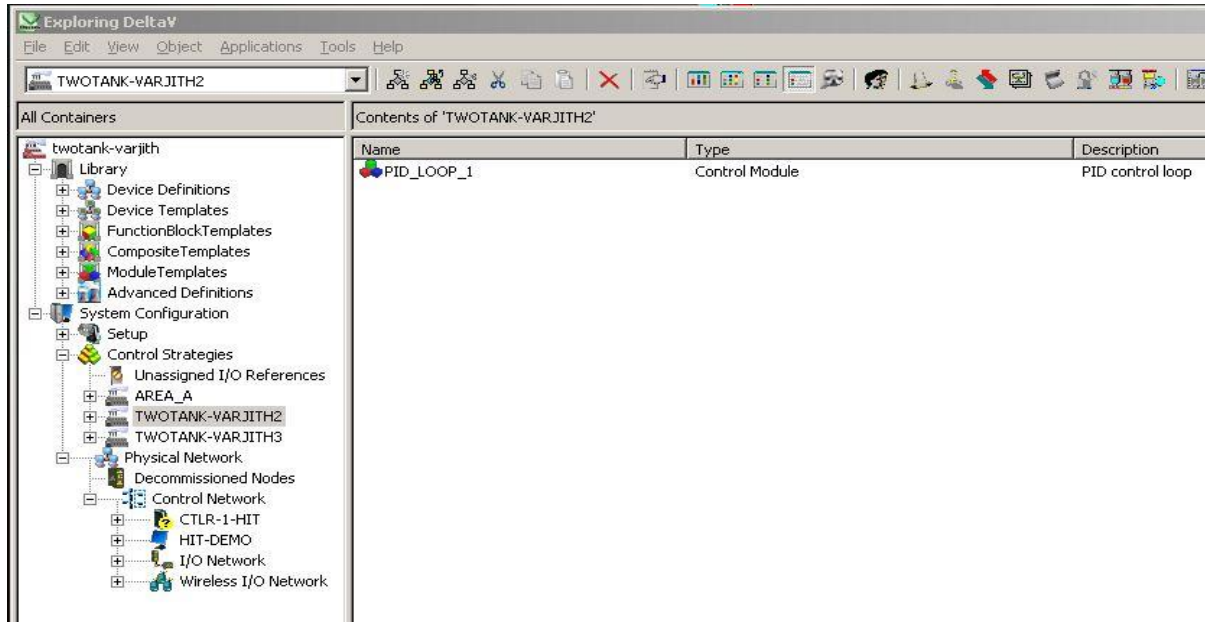 Exploring DeltaV
File Edit View Object Applications Tools Help
TWOTANK-VARJITH2
All Containers
Contents of 'TWOTANK-VARJITH2'
twotank-varjith
Library
Device Definitions
Device Templates
FunctionBlockTemplates
CompositeTemplates
ModuleTemplates
Advanced Definitions
System Configuration
Setup
Control Strategies
Unassigned I/O References
AREA_A
TWOTANK-VARJITH2
TWOTANK-VARJITH3
Physical Network
Decommissioned Nodes
Control Network
CTLR-1-HIT
HIT-DEMO
I/O Network
Wireless I/O Network
Name Type Description
PID_LOOP_1 Control Module PID control loop